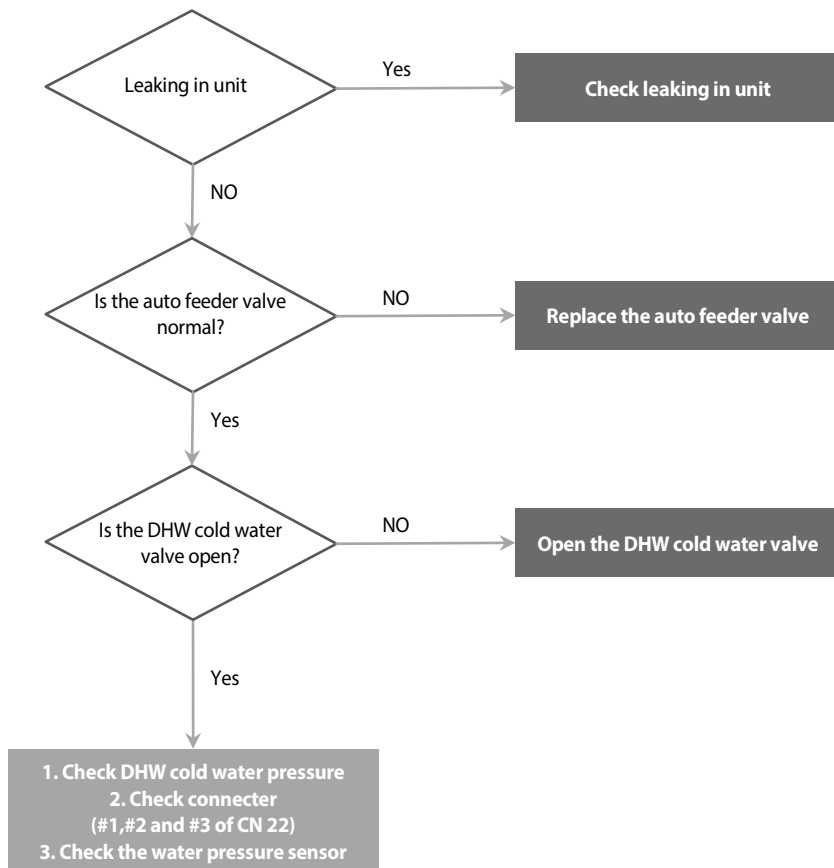 Leaking in unit
Yes
Check leaking in unit
NO
Is the auto feeder valve
normal?
NO
Replace the auto feeder valve
Yes
Is the DHW cold water
valve open?
NO
Open the DHW cold water valve
Yes
1. Check DHW cold water pressure
2. Check connecter
(#1,#2 and #3 of CN 22)
3. Check the water pressure sensor